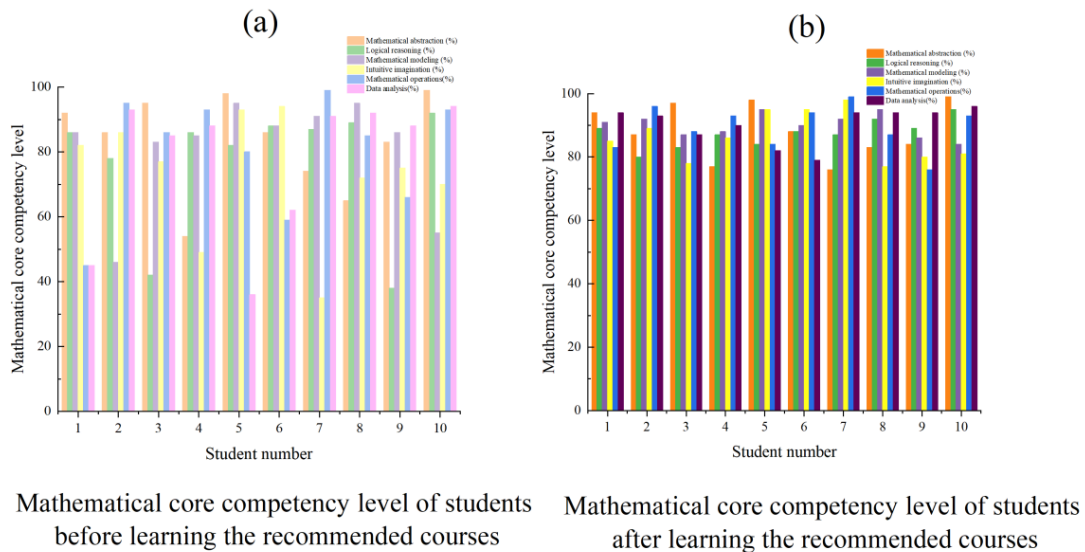 (a)
Mathematical abstraction (%)
Logical reasoning (%)
Mathematical modeling (%)
Intuitive imagination (%)
Mathematical operations(%)
Data analysis(%)
Mathematical core competency level
100
80
60
40
20
0
1 2 3 4 5 6 7 8 9 10
Student number
Mathematical core competency level of students
before learning the recommended courses
(b)
Mathematical abstraction (%)
Logical reasoning (%)
Mathematical modeling (%)
Intuitive imagination (%)
Mathematical operations (%)
Data analysis(%)
Mathematical core competency level
100
80
60
40
20
0
1 2 3 4 5 6 7 8 9 10
Student number
Mathematical core competency level of students
after learning the recommended courses